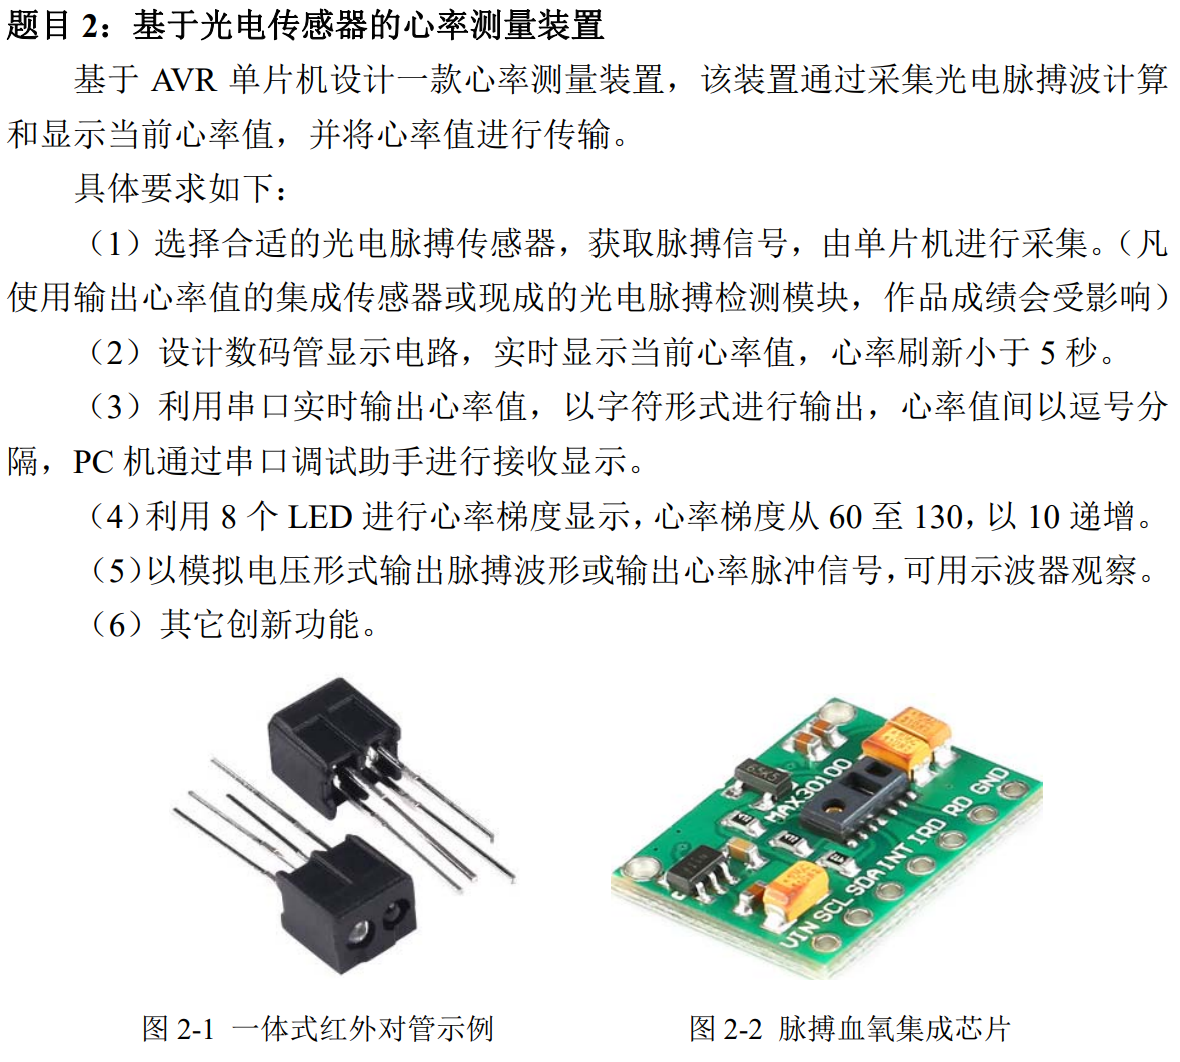 题目 2：基于光电传感器的心率测量装置
基于 AVR 单片机设计一款心率测量装置，该装置通过采集光电脉搏波计算
和显示当前心率值，并将心率值进行传输。
具体要求如下：
（1）选择合适的光电脉搏传感器，获取脉搏信号，由单片机进行采集。（凡
使用输出心率值的集成传感器或现成的光电脉搏检测模块，作品成绩会受影响）
（2）设计数码管显示电路，实时显示当前心率值，心率刷新小于 5 秒。
（3）利用串口实时输出心率值，以字符形式进行输出，心率值间以逗号分
隔，PC 机通过串口调试助手进行接收显示。
（4）利用 8 个 LED 进行心率梯度显示，心率梯度从 60 至 130，以 10 递增。
（5）以模拟电压形式输出脉搏波形或输出心率脉冲信号，可用示波器观察。
（6）其它创新功能。
MAX30100
VIN SCL SDA INT IRD RD GND
图 2-1 一体式红外对管示例
图 2-2 脉搏血氧集成芯片